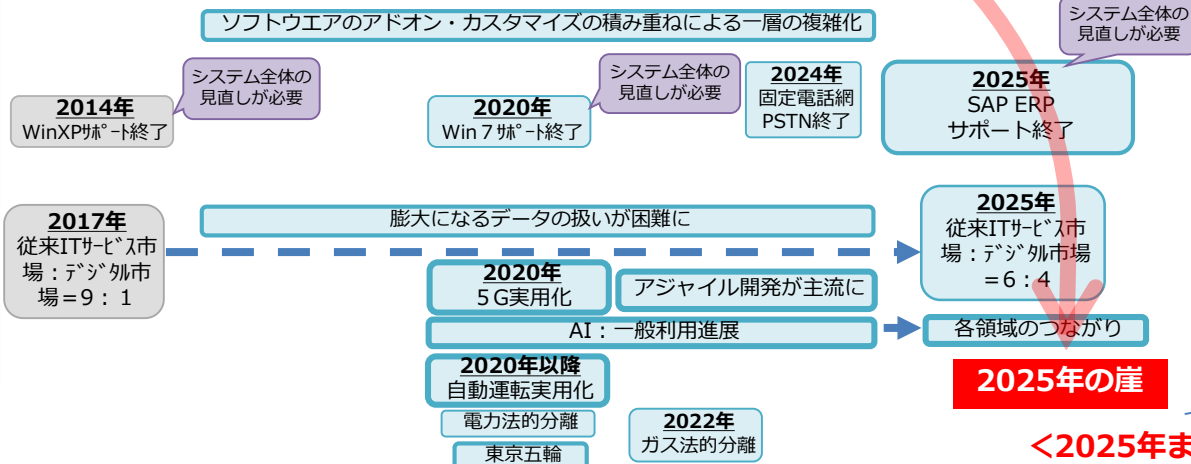 ソフトウエアのアドオン・カスタマイズの積み重ねによる一層の複雑化
システム全体の
見直しが必要
2014年
WinXPｻﾎﾟｰﾄ終了
システム全体の
見直しが必要
2020年
Win７ｻﾎﾟｰﾄ終了
2024年
固定電話網
PSTN終了
システム全体の
見直しが必要
2025年
SAP ERP
サポート終了
2017年
従来ITｻｰﾋﾞｽ市
場：ﾃﾞｼﾞﾀﾙ市
場＝9：1
膨大になるデータの扱いが困難に
2025年
従来ITｻｰﾋﾞｽ市
場：ﾃﾞｼﾞﾀﾙ市場
＝6：4
2020年
５G実用化
アジャイル開発が主流に
AI：一般利用進展
各領域のつながり
2020年以降
自動運転実用化
2025年の崖
電力法的分離
2022年
ガス法的分離
東京五輪
<2025年ま